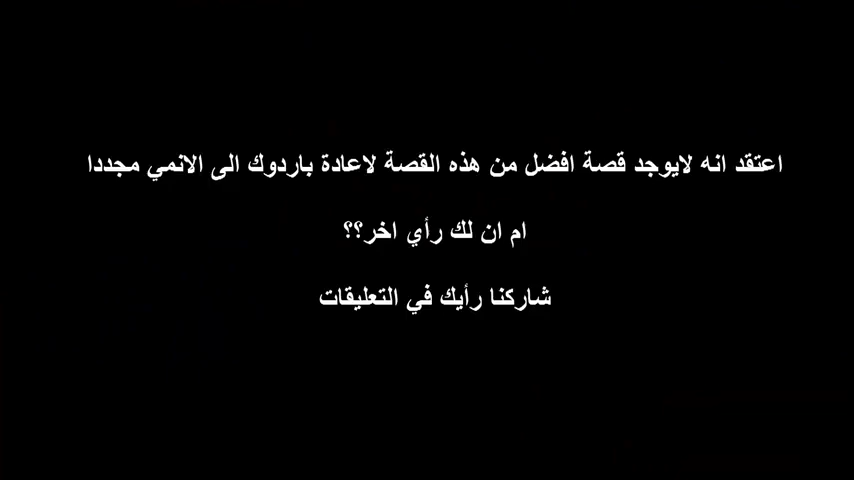 اعتقد انه لايوجد قصة افضل من هذه القصة لاعادة باردوك الى الانمي مجددا
ام ان لك رأي اخر؟؟
شاركنا رأيك في التعليقات